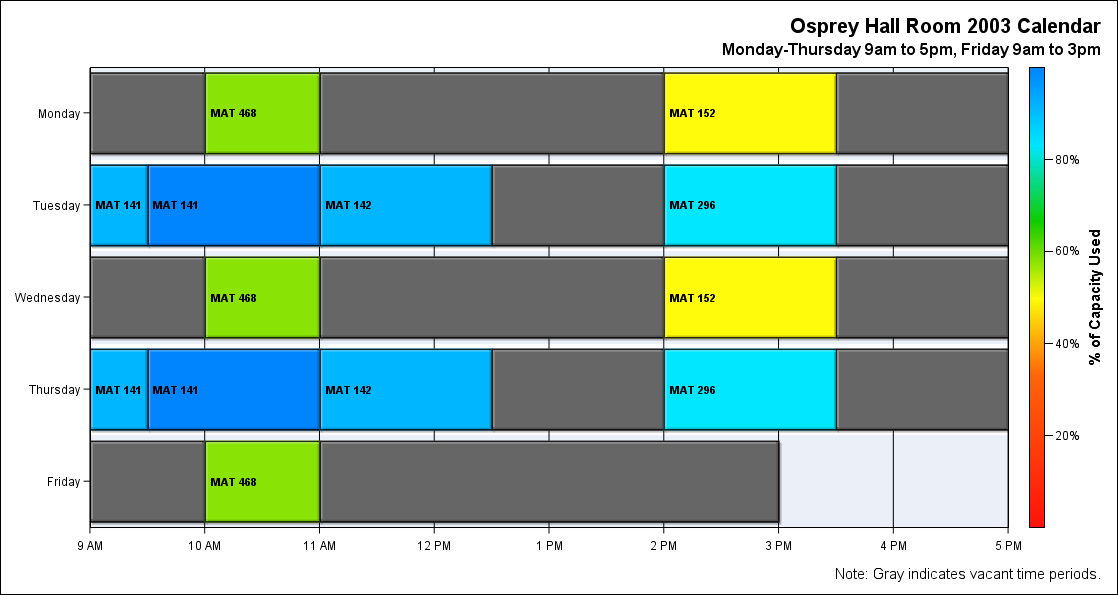 Osprey Hall Room 2003 Calendar
Monday-Thursday 9am to 5pm, Friday 9am to 3pm
Monday
MAT 468
MAT 152
Tuesday
MAT 141
MAT 141
MAT 142
MAT 296
Wednesday
MAT 468
MAT 152
Thursday
MAT 141
MAT 141
MAT 142
MAT 296
Friday
MAT 468
9 AM
10 AM
11 AM
12 PM
1 PM
2 PM
3 PM
4 PM
5 PM
80%
60%
40%
20%
% of Capacity Used
Note: Gray indicates vacant time periods.